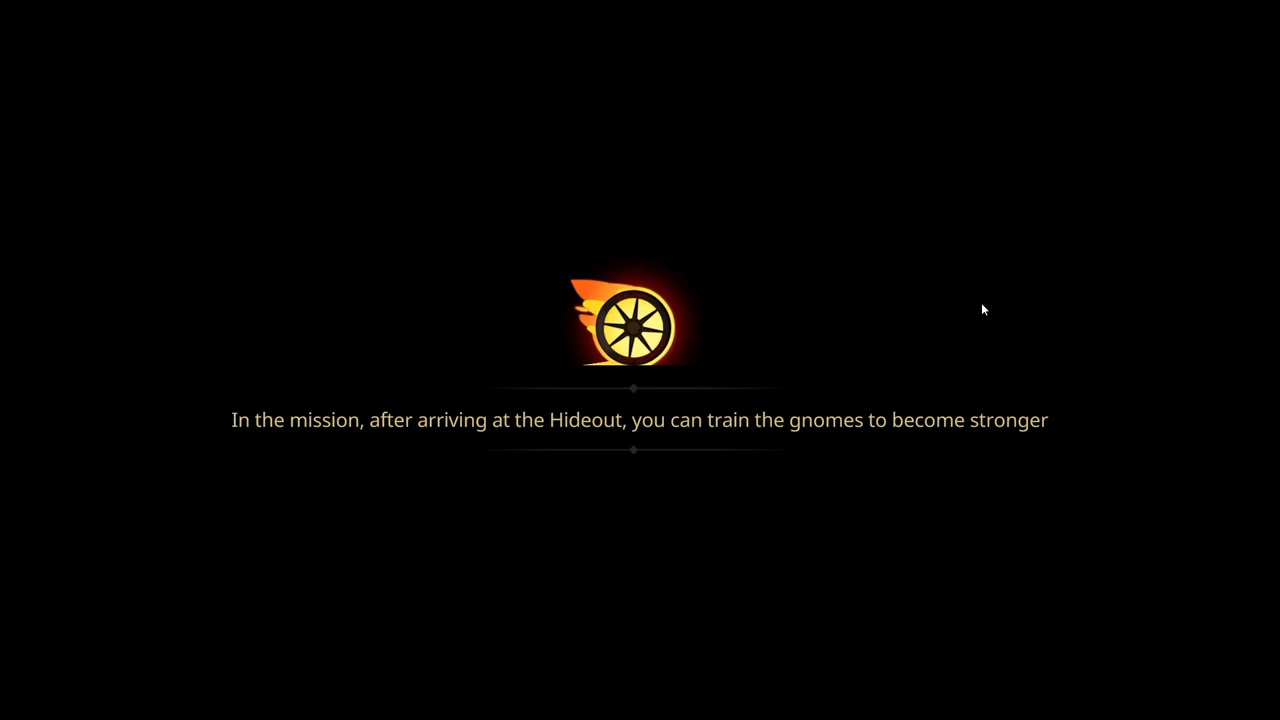 In the mission, after arriving at the Hideout, you can train the gnomes to become stronger